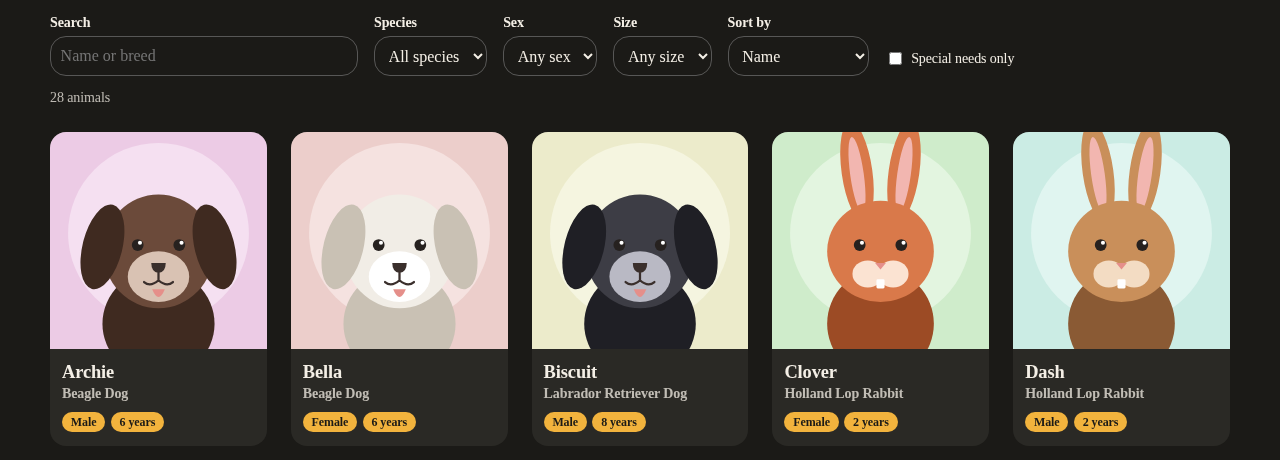 Search
Species
Sex
Size
Sort by
Name or breed
All species
Any sex
Any size
Name
Special needs only
28 animals
Archie
Beagle Dog
Male
6 years
Bella
Beagle Dog
Female
6 years
Biscuit
Labrador Retriever Dog
Male
8 years
Clover
Holland Lop Rabbit
Female
2 years
Dash
Holland Lop Rabbit
Male
2 years